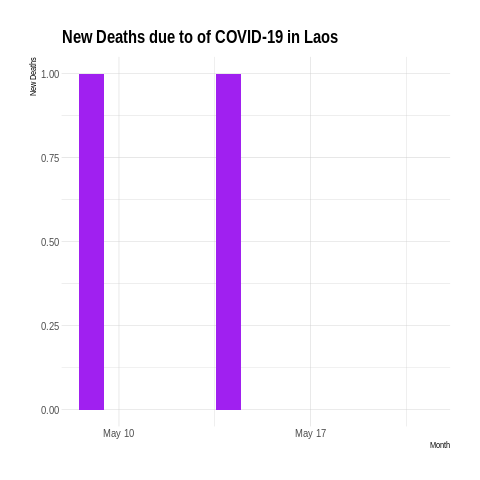 New Deaths due to of COVID-19 in Laos
New Deaths
1.00
0.75
0.50
0.25
0.00
May 10
May 17
Month